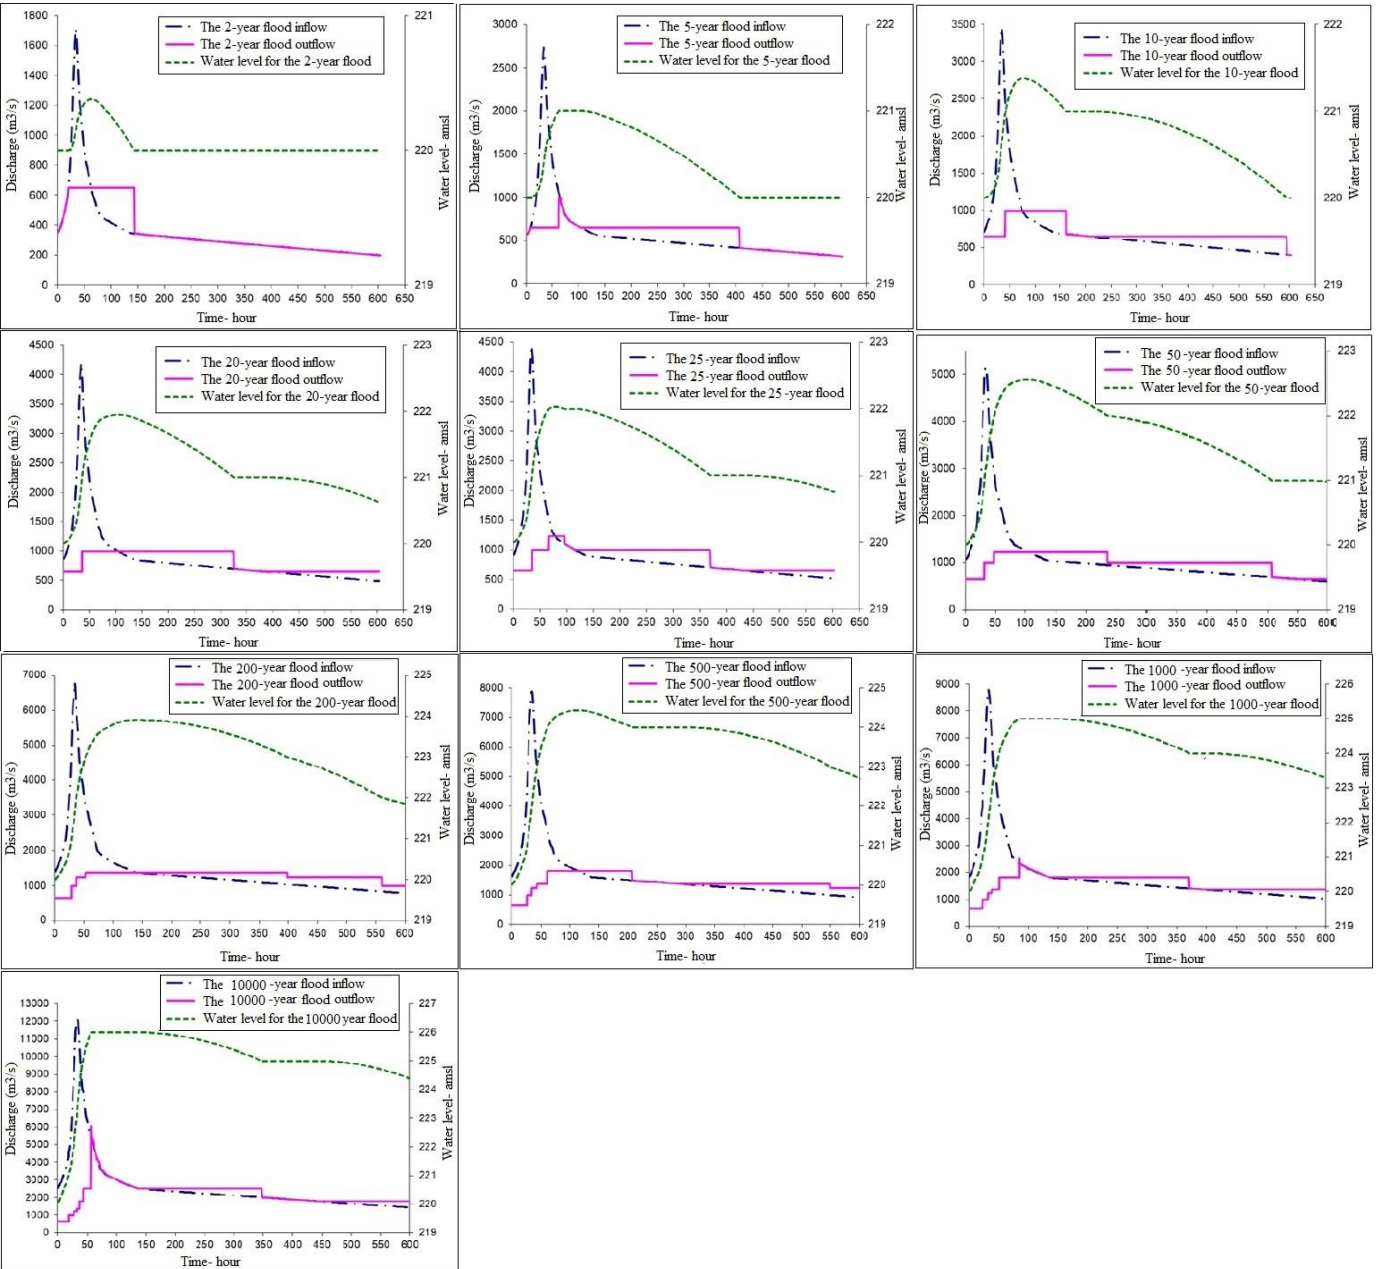 The 2-year flood inflow
The 2-year flood outflow
Water level for the 2-year flood
1800
1600
1400
1200
1000
800
600
400
200
0
221
220
219
Discharge (m3/s)
Water level- amsl
0 50 100 150 200 250 300 350 400 450 500 550 600 650
Time- hour
The 5-year flood inflow
The 5-year flood outflow
Water level for the 5-year flood
3000
2500
2000
1500
1000
500
0
222
221
220
219
Discharge (m3/s)
Water level- amsl
0 50 100 150 200 250 300 350 400 450 500 550 600 650
Time- hour
The 10-year flood inflow
The 10-year flood outflow
Water level for the 10-year flood
3500
3000
2500
2000
1500
1000
500
0
222
221
220
219
Discharge (m3/s)
Water level- amsl
0 50 100 150 200 250 300 350 400 450 500 550 600 650
Time- hour
The 20-year flood inflow
The 20-year flood outflow
Water level for the 20-year flood
4500
4000
3500
3000
2500
2000
1500
1000
500
0
223
222
221
220
219
Discharge (m3/s)
Water level- amsl
0 50 100 150 200 250 300 350 400 450 500 550 600 650
Time- hour
The 25-year flood inflow
The 25-year flood outflow
Water level for the 25 -year flood
4500
4000
3500
3000
2500
2000
1500
1000
500
0
223
222
221
220
219
Discharge (m3/s)
Water level- amsl
0 50 100 150 200 250 300 350 400 450 500 550 600 650
Time- hour
The 50 -year flood inflow
The 50 -year flood outflow
Water level for the 50-year flood
5000
4000
3000
2000
1000
0
223
222
221
220
219
Discharge (m3/s)
Water level- amsl
0 50 100 150 200 250 300 350 400 450 500 550 600
Time- hour
The 200-year flood inflow
The 200-year flood outflow
Water level for the 200-year flood
7000
6000
5000
4000
3000
2000
1000
0
225
224
223
222
221
220
219
Discharge (m3/s)
Water level- amsl
0 50 100 150 200 250 300 350 400 450 500 550 600
Time- hour
The 500-year flood inflow
The 500-year flood outflow
Water level for the 500-year flood
8000
7000
6000
5000
4000
3000
2000
1000
0
225
224
223
222
221
220
219
Discharge (m3/s)
Water level- amsl
0 50 100 150 200 250 300 350 400 450 500 550 600
Time- hour
The 1000 -year flood inflow
The 1000 -year flood outflow
Water level for the 1000-year flood
9000
8000
7000
6000
5000
4000
3000
2000
1000
0
226
225
224
223
222
221
220
219
Discharge (m3/s)
Water level- amsl
0 50 100 150 200 250 300 350 400 450 500 550 600
Time- hour
The 10000 -year flood inflow
The 10000 -year flood outflow
Water level for the 10000 year flood
13000
12000
11000
10000
9000
8000
7000
6000
5000
4000
3000
2000
1000
0
227
226
225
224
223
222
221
220
219
Discharge (m3/s)
Water level- amsl
0 50 100 150 200 250 300 350 400 450 500 550 600
Time- hour